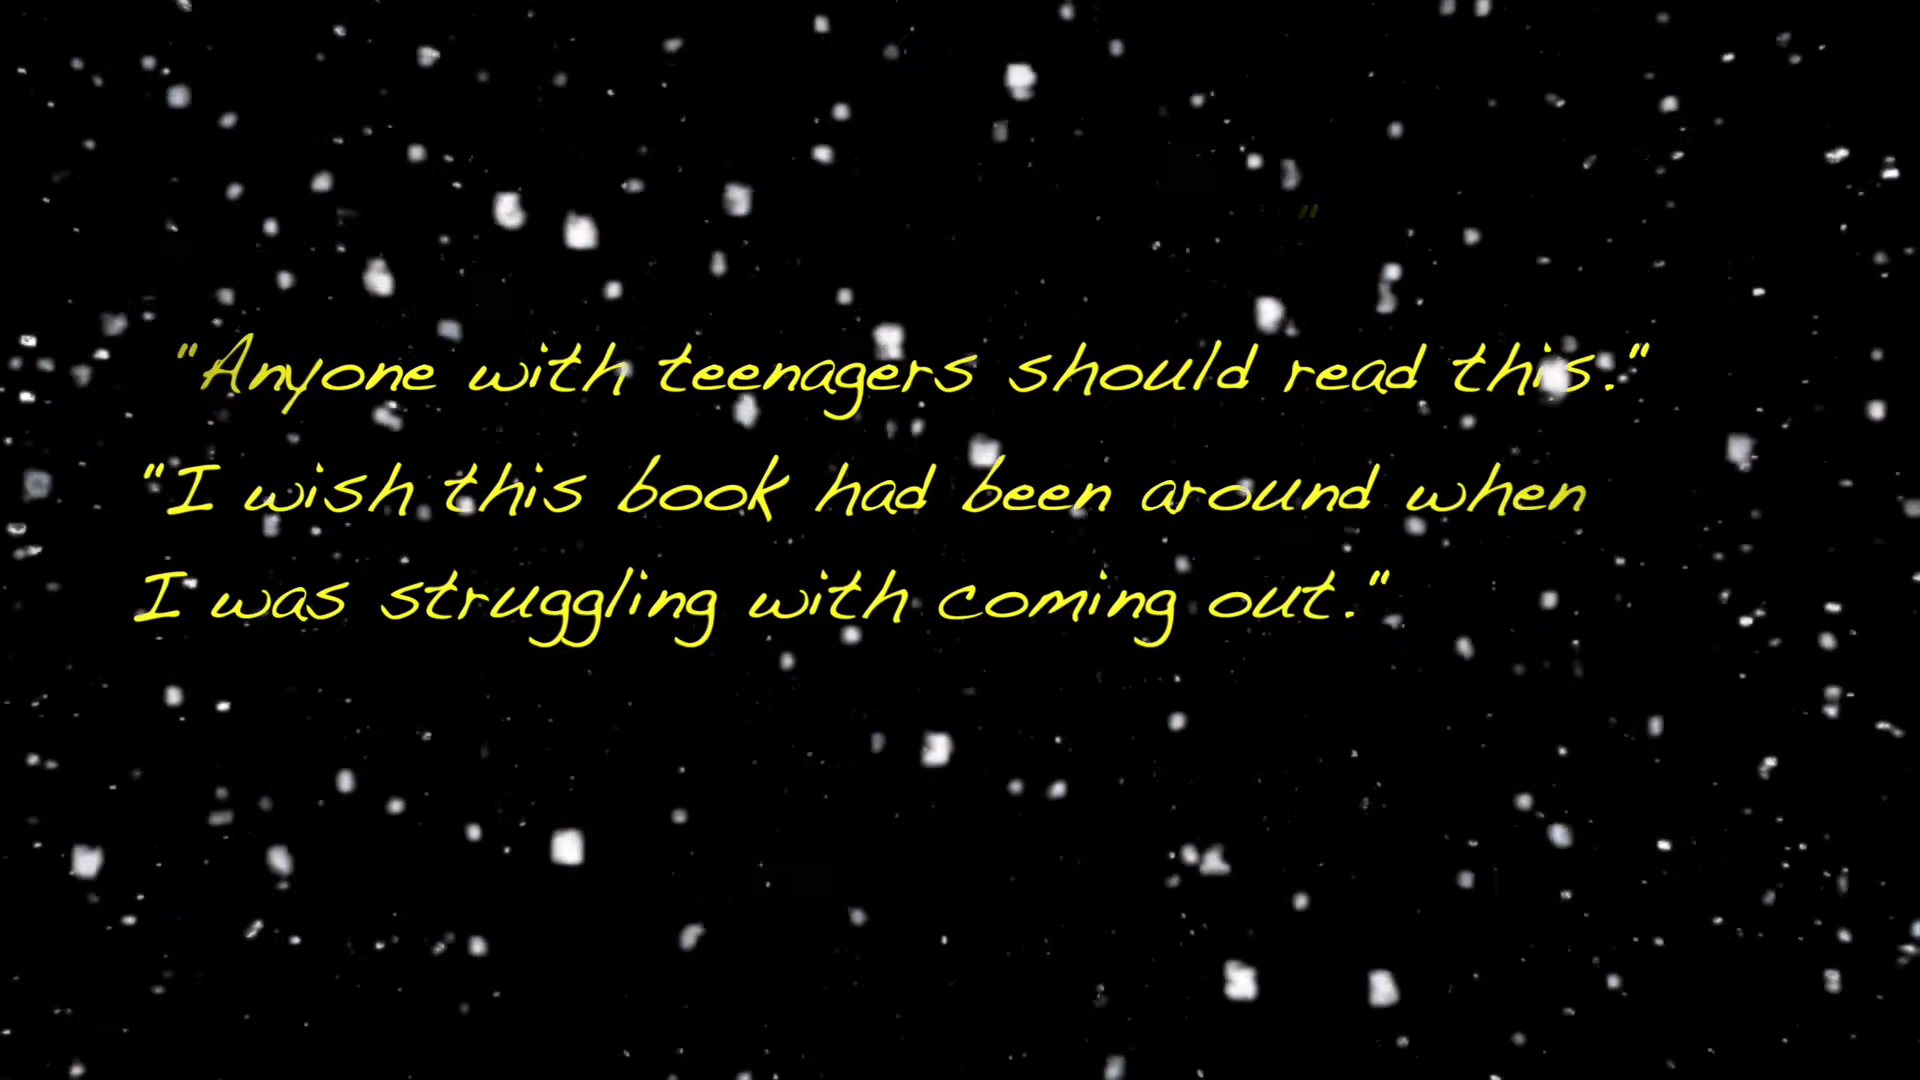 "Anyone with teenagers should read this."
"I wish this book had been around when
I was struggling with coming out."